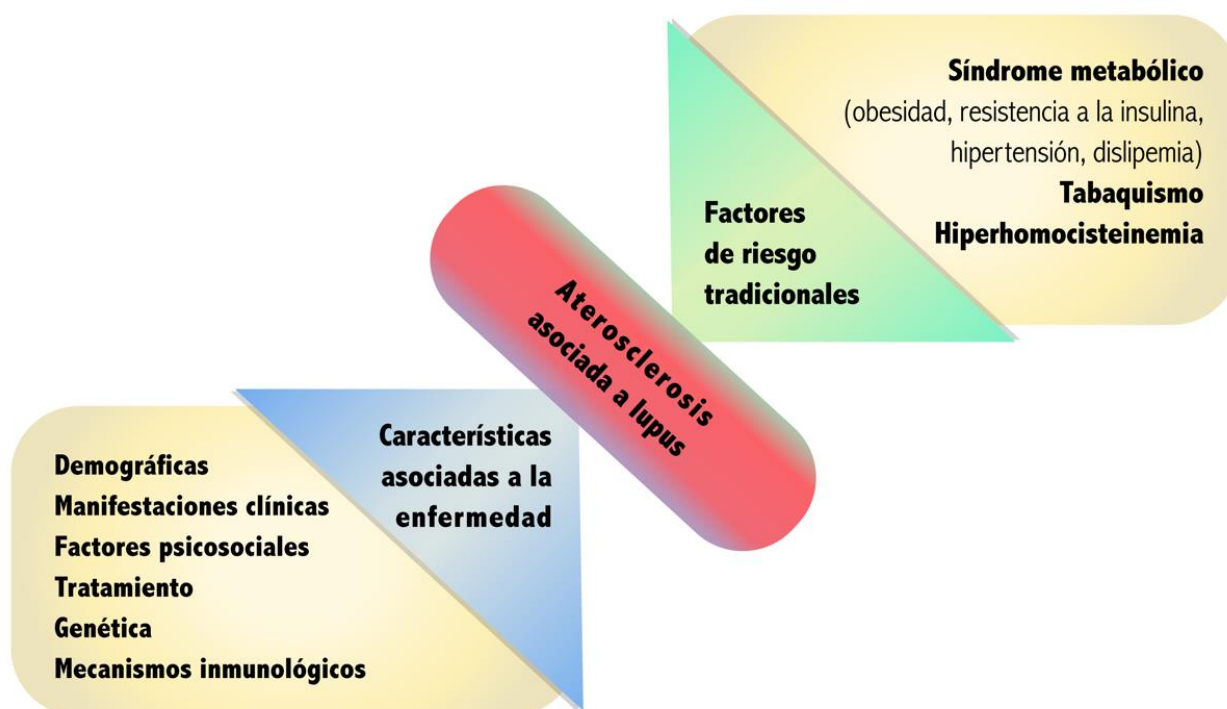 Síndrome metabólico
(obesidad, resistencia a la insulina,
hipertensión, dislipemia)
Tabaquismo
Hiperhomocisteinemia
Factores
de riesgo
tradicionales
Aterosclerosis
asociada a lupus
Características
asociadas a la
enfermedad
Demográficas
Manifestaciones clínicas
Factores psicosociales
Tratamiento
Genética
Mecanismos inmunológicos